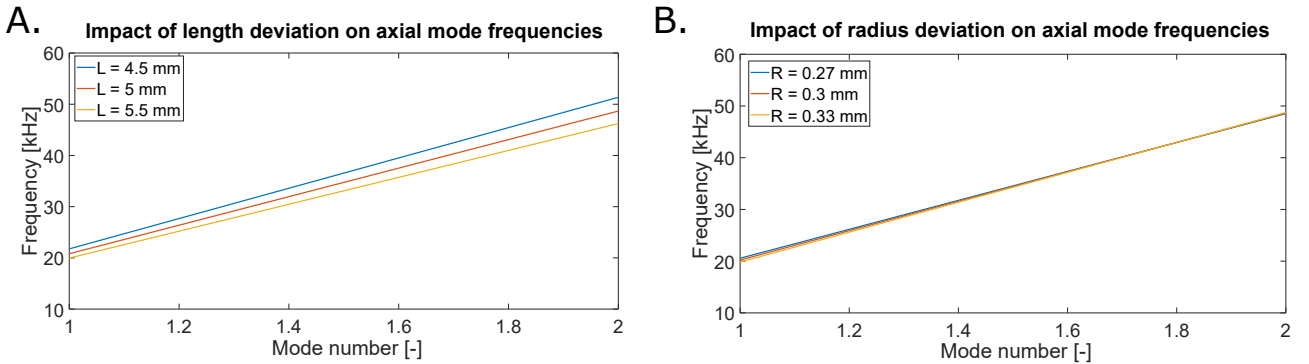 A.
Impact of length deviation on axial mode frequencies
60
50
40
30
20
10
Frequency [kHz]
L = 4.5 mm
L = 5 mm
L = 5.5 mm
1
1.2
1.4
1.6
1.8
2
Mode number [-]
B.
Impact of radius deviation on axial mode frequencies
60
50
40
30
20
10
Frequency [kHz]
R = 0.27 mm
R = 0.3 mm
R = 0.33 mm
1
1.2
1.4
1.6
1.8
2
Mode number [-]